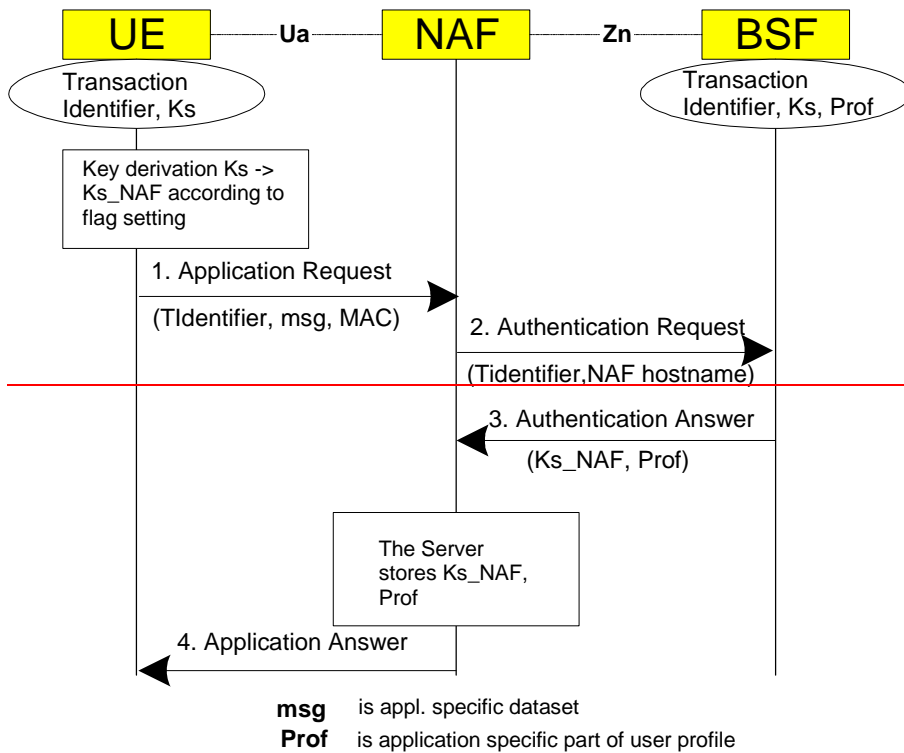 UE Ua NAF Zn BSF
Transaction
Identifier, Ks
Transaction
Identifier, Ks, Prof
Key derivation Ks ->
Ks_NAF according to
flag setting
1. Application Request
(TIdentifier, msg, MAC)
2. Authentication Request
(Tidentifier,NAF hostname)
3. Authentication Answer
(Ks_NAF, Prof)
The Server
stores Ks_NAF,
Prof
4. Application Answer
msg is appl. specific dataset
Prof is application specific part of user profile